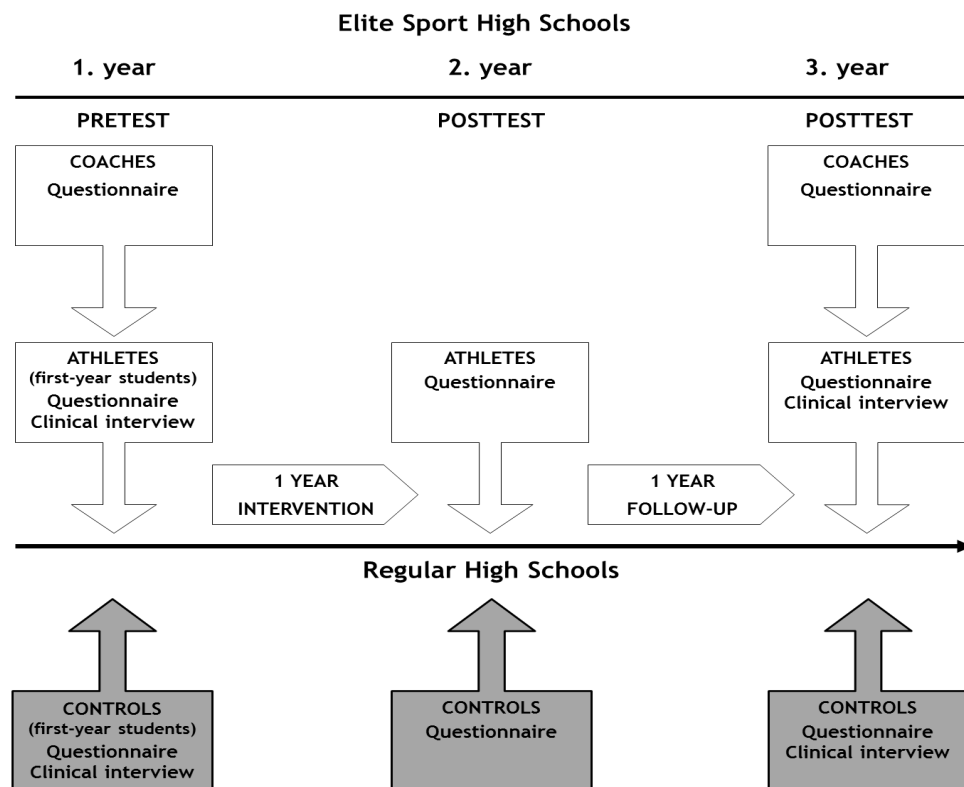 Elite Sport High Schools
1. year 2. year 3. year
PRETEST POSTTEST POSTTEST
COACHES
Questionnaire
COACHES
Questionnaire
ATHLETES
(first-year students)
Questionnaire
Clinical interview
ATHLETES
Questionnaire
ATHLETES
Questionnaire
Clinical interview
1 YEAR
INTERVENTION
1 YEAR
FOLLOW-UP
Regular High Schools
CONTROLS
(first-year students)
Questionnaire
Clinical interview
CONTROLS
Questionnaire
CONTROLS
Questionnaire
Clinical interview